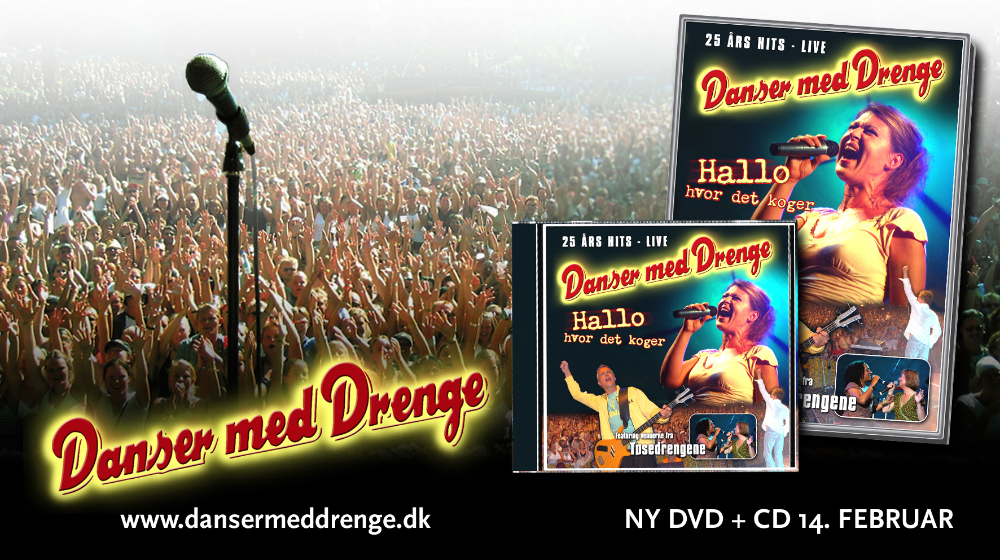 25 ÅRS HITS - LIVE
Danser med Drenge
Hallo
hvor det koger
fra
rengene
25 ÅRS HITS - LIVE
Danser med Drenge
Hallo
hvor det koger
Featuring vennerne fra
Tøsedrengene
Danser med Drenge
www.dansermeddrenge.dk
NY DVD + CD 14. FEBRUAR